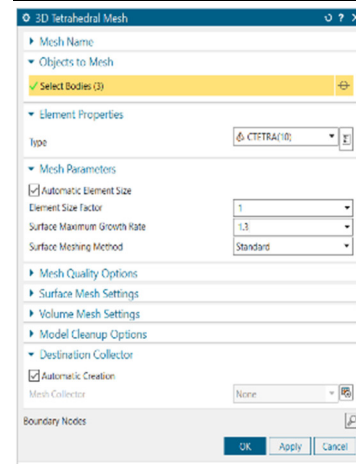 3D Tetrahedral Mesh
Mesh Name
Objects to Mesh
Select Bodies (3)
Element Properties
Type CTETRA(10)
Mesh Parameters
Automatic Element Size
Element Size Factor 1
Surface Maximum Growth Rate 1.3
Surface Meshing Method Standard
Mesh Quality Options
Surface Mesh Settings
Volume Mesh Settings
Model Cleanup Options
Destination Collector
Automatic Creation
Mesh Collector None
Boundary Nodes
OK Apply Cancel